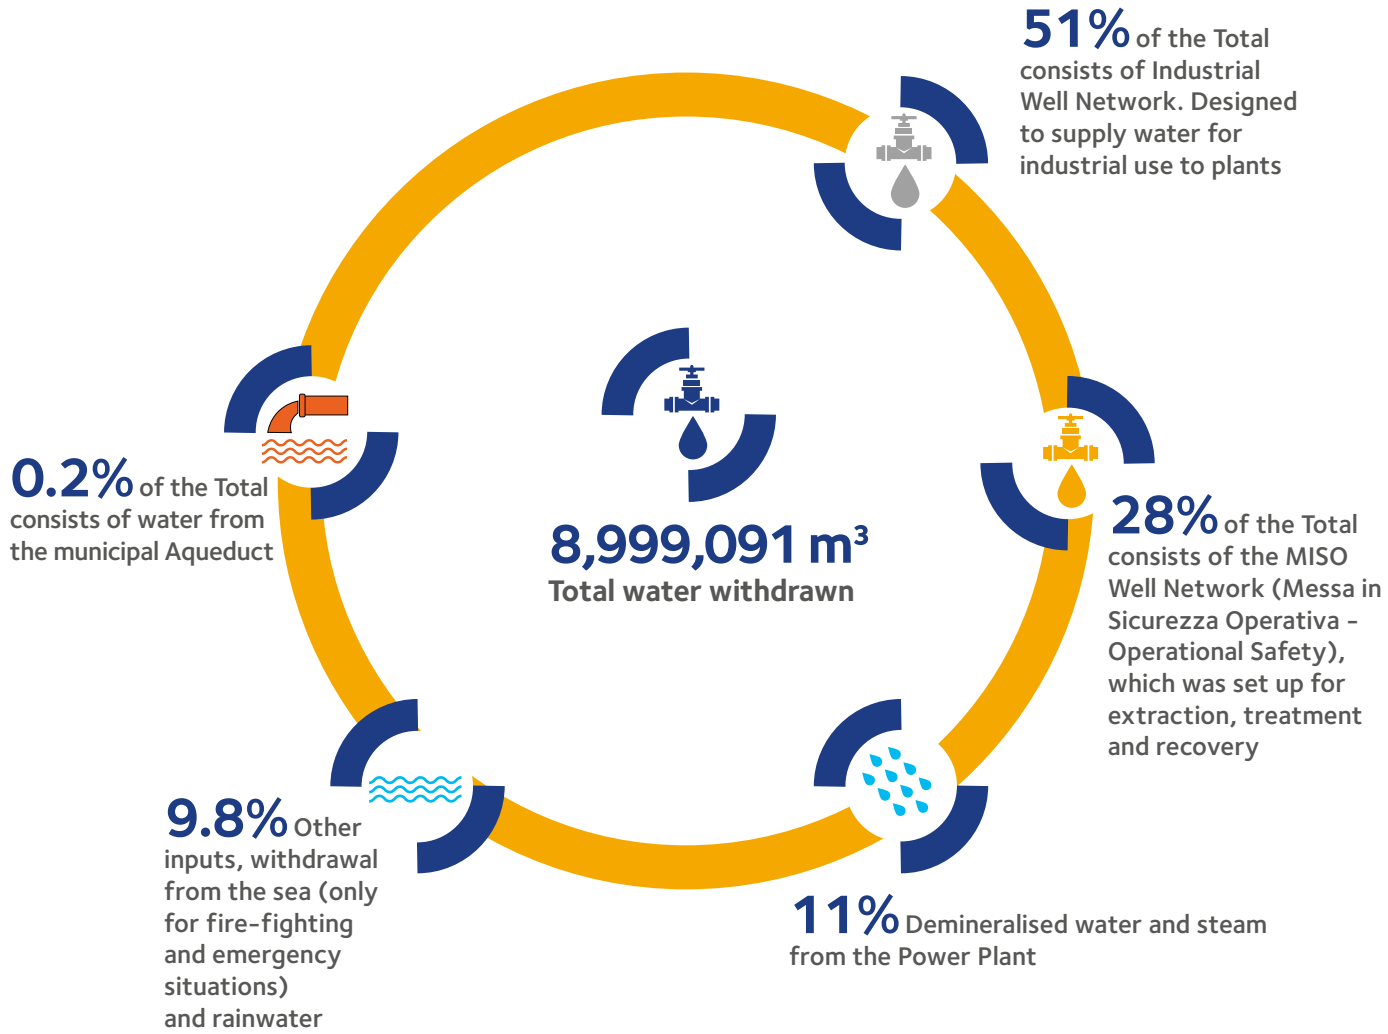 51% of the Total
consists of Industrial
Well Network. Designed
to supply water for
industrial use to plants
0.2% of the Total
consists of water from
the municipal Aqueduct
8,999,091 m³
Total water withdrawn
28% of the Total
consists of the MISO
Well Network (Messa in
Sicurezza Operativa -
Operational Safety),
which was set up for
extraction, treatment
and recovery
9.8% Other
inputs, withdrawal
from the sea (only
for fire-fighting
and emergency
situations)
and rainwater
11% Demineralised water and steam
from the Power Plant